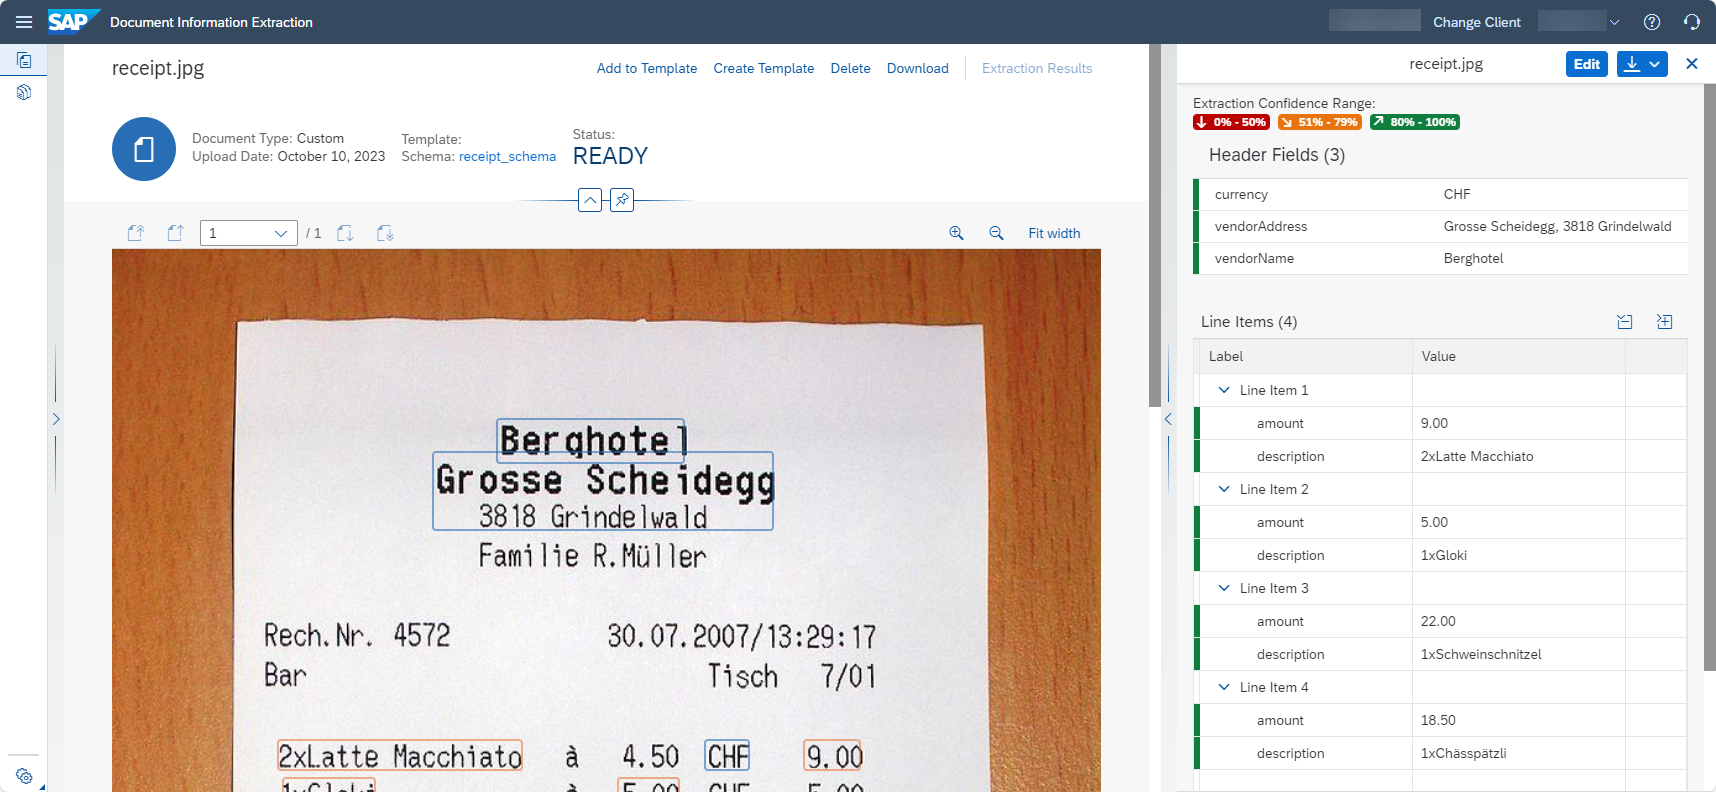 SAP Document Information Extraction
Change Client
receipt.jpg
Add to Template Create Template Delete Download Extraction Results
Document Type: Custom
Upload Date: October 10, 2023
Template:
Schema: receipt_schema
Status:
READY
1 / 1
Fit width
Berghotel
Grosse Scheidegg
3818 Grindelwald
Familie R.Müller
Rech.Nr. 4572 30.07.2007/13:29:17
Bar Tisch 7/01
2xLatte Macchiato à 4.50 CHF 9.00
1xGloki à 5.00 CHF 5.00
receipt.jpg
Edit
Extraction Confidence Range:
0% - 50% 51% - 79% 80% - 100%
Header Fields (3)
currency CHF
vendorAddress Grosse Scheidegg, 3818 Grindelwald
vendorName Berghotel
Line Items (4)
Label Value
Line Item 1
amount 9.00
description 2xLatte Macchiato
Line Item 2
amount 5.00
description 1xGloki
Line Item 3
amount 22.00
description 1xSchweinschnitzel
Line Item 4
amount 18.50
description 1xChässpätzli